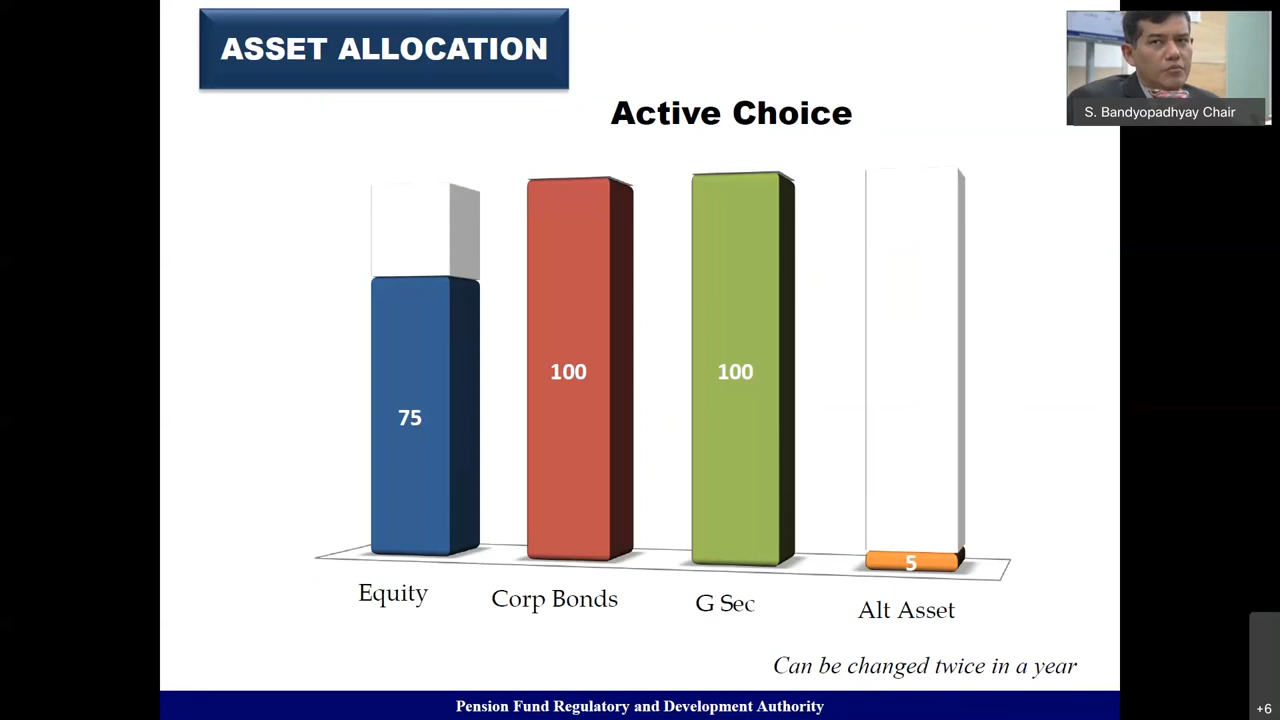 ASSET ALLOCATION
S. Bandyopadhyay Chair
Active Choice
75
100
100
5
Equity
Corp Bonds
G Sec
Alt Asset
Can be changed twice in a year
Pension Fund Regulatory and Development Authority
+6